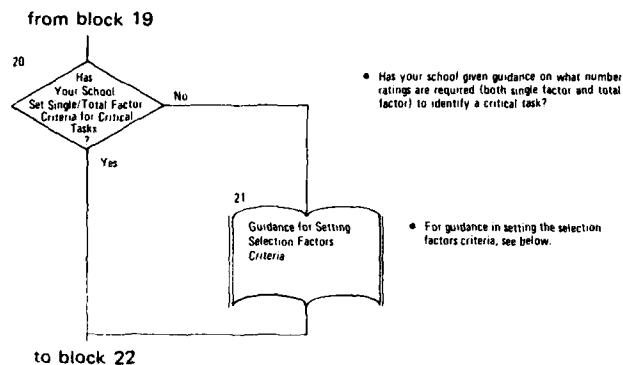 from block 19
20
Has
Your School
Set Single/Total Factor
Criteria for Critical
Tasks
?
No
Yes
• Has your school given guidance on what number
ratings are required (both single factor and total
factor) to identify a critical task?
21
Guidance for Setting
Selection Factors
Criteria
• For guidance in setting the selection
factors criteria, see below.
to block 22